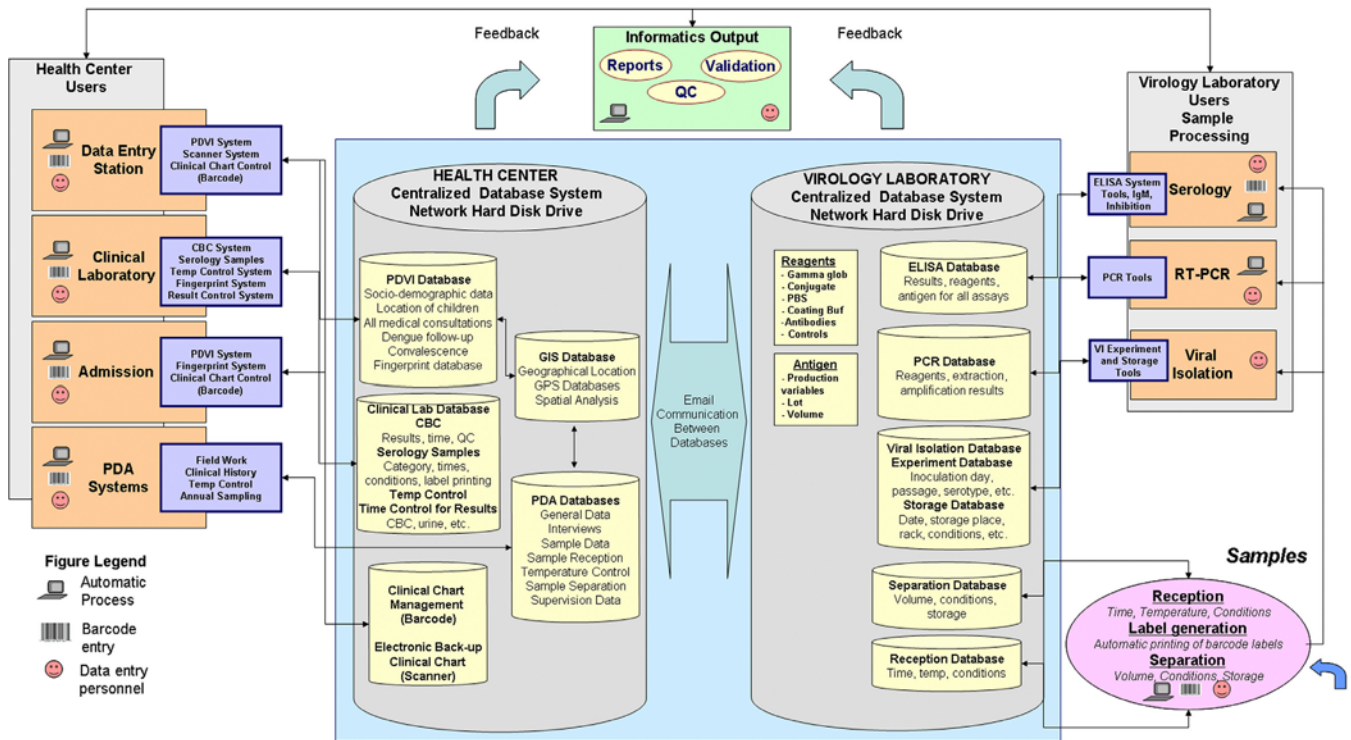 Feedback
Informatics Output
Reports
Validation
QC
Feedback
Health Center
Users
Data Entry
Station
PDVI System
Scanner System
Clinical Chart Control
(Barcode)
Clinical
Laboratory
CBC System
Serology Samples
Temp Control System
Fingerprint System
Result Control System
Admission
PDVI System
Fingerprint System
Clinical Chart Control
(Barcode)
PDA
Systems
Field Work
Clinical History
Temp Control
Annual Sampling
Figure Legend
Automatic
Process
Barcode
entry
Data entry
personnel
HEALTH CENTER
Centralized Database System
Network Hard Disk Drive
PDVI Database
Socio-demographic data
Location of children
All medical consultations
Dengue follow-up
Convalescence
Fingerprint database
GIS Database
Geographical Location
GPS Databases
Spatial Analysis
Clinical Lab Database
CBC
Results, time, QC
Serology Samples
Category, times,
conditions, label printing
Temp Control
Time Control for Results
CBC, urine, etc.
PDA Databases
General Data
Interviews
Sample Data
Sample Reception
Temperature Control
Sample Separation
Supervision Data
Clinical Chart
Management
(Barcode)
Electronic Back-up
Clinical Chart
(Scanner)
Email
Communication
Between
Databases
VIROLOGY LABORATORY
Centralized Database System
Network Hard Disk Drive
Reagents
- Gamma glob
- Conjugate
- PBS
- Coating Buf
-Antibodies
- Controls
Antigen
- Production
variables
- Lot
- Volume
ELISA Database
Results, reagents,
antigen for all assays
PCR Database
Reagents, extraction,
amplification results
Viral Isolation Database
Experiment Database
Inoculation day,
passage, serotype, etc.
Storage Database
Date, storage place,
rack, conditions, etc.
Separation Database
Volume, conditions,
storage
Reception Database
Time, temp, conditions
Virology Laboratory
Users
Sample
Processing
ELISA System
Tools, IgM,
Inhibition
Serology
PCR Tools
RT-PCR
VI Experiment
and Storage
Tools
Viral
Isolation
Samples
Reception
Time, Temperature, Conditions
Label generation
Automatic printing of barcode labels
Separation
Volume, Conditions, Storage